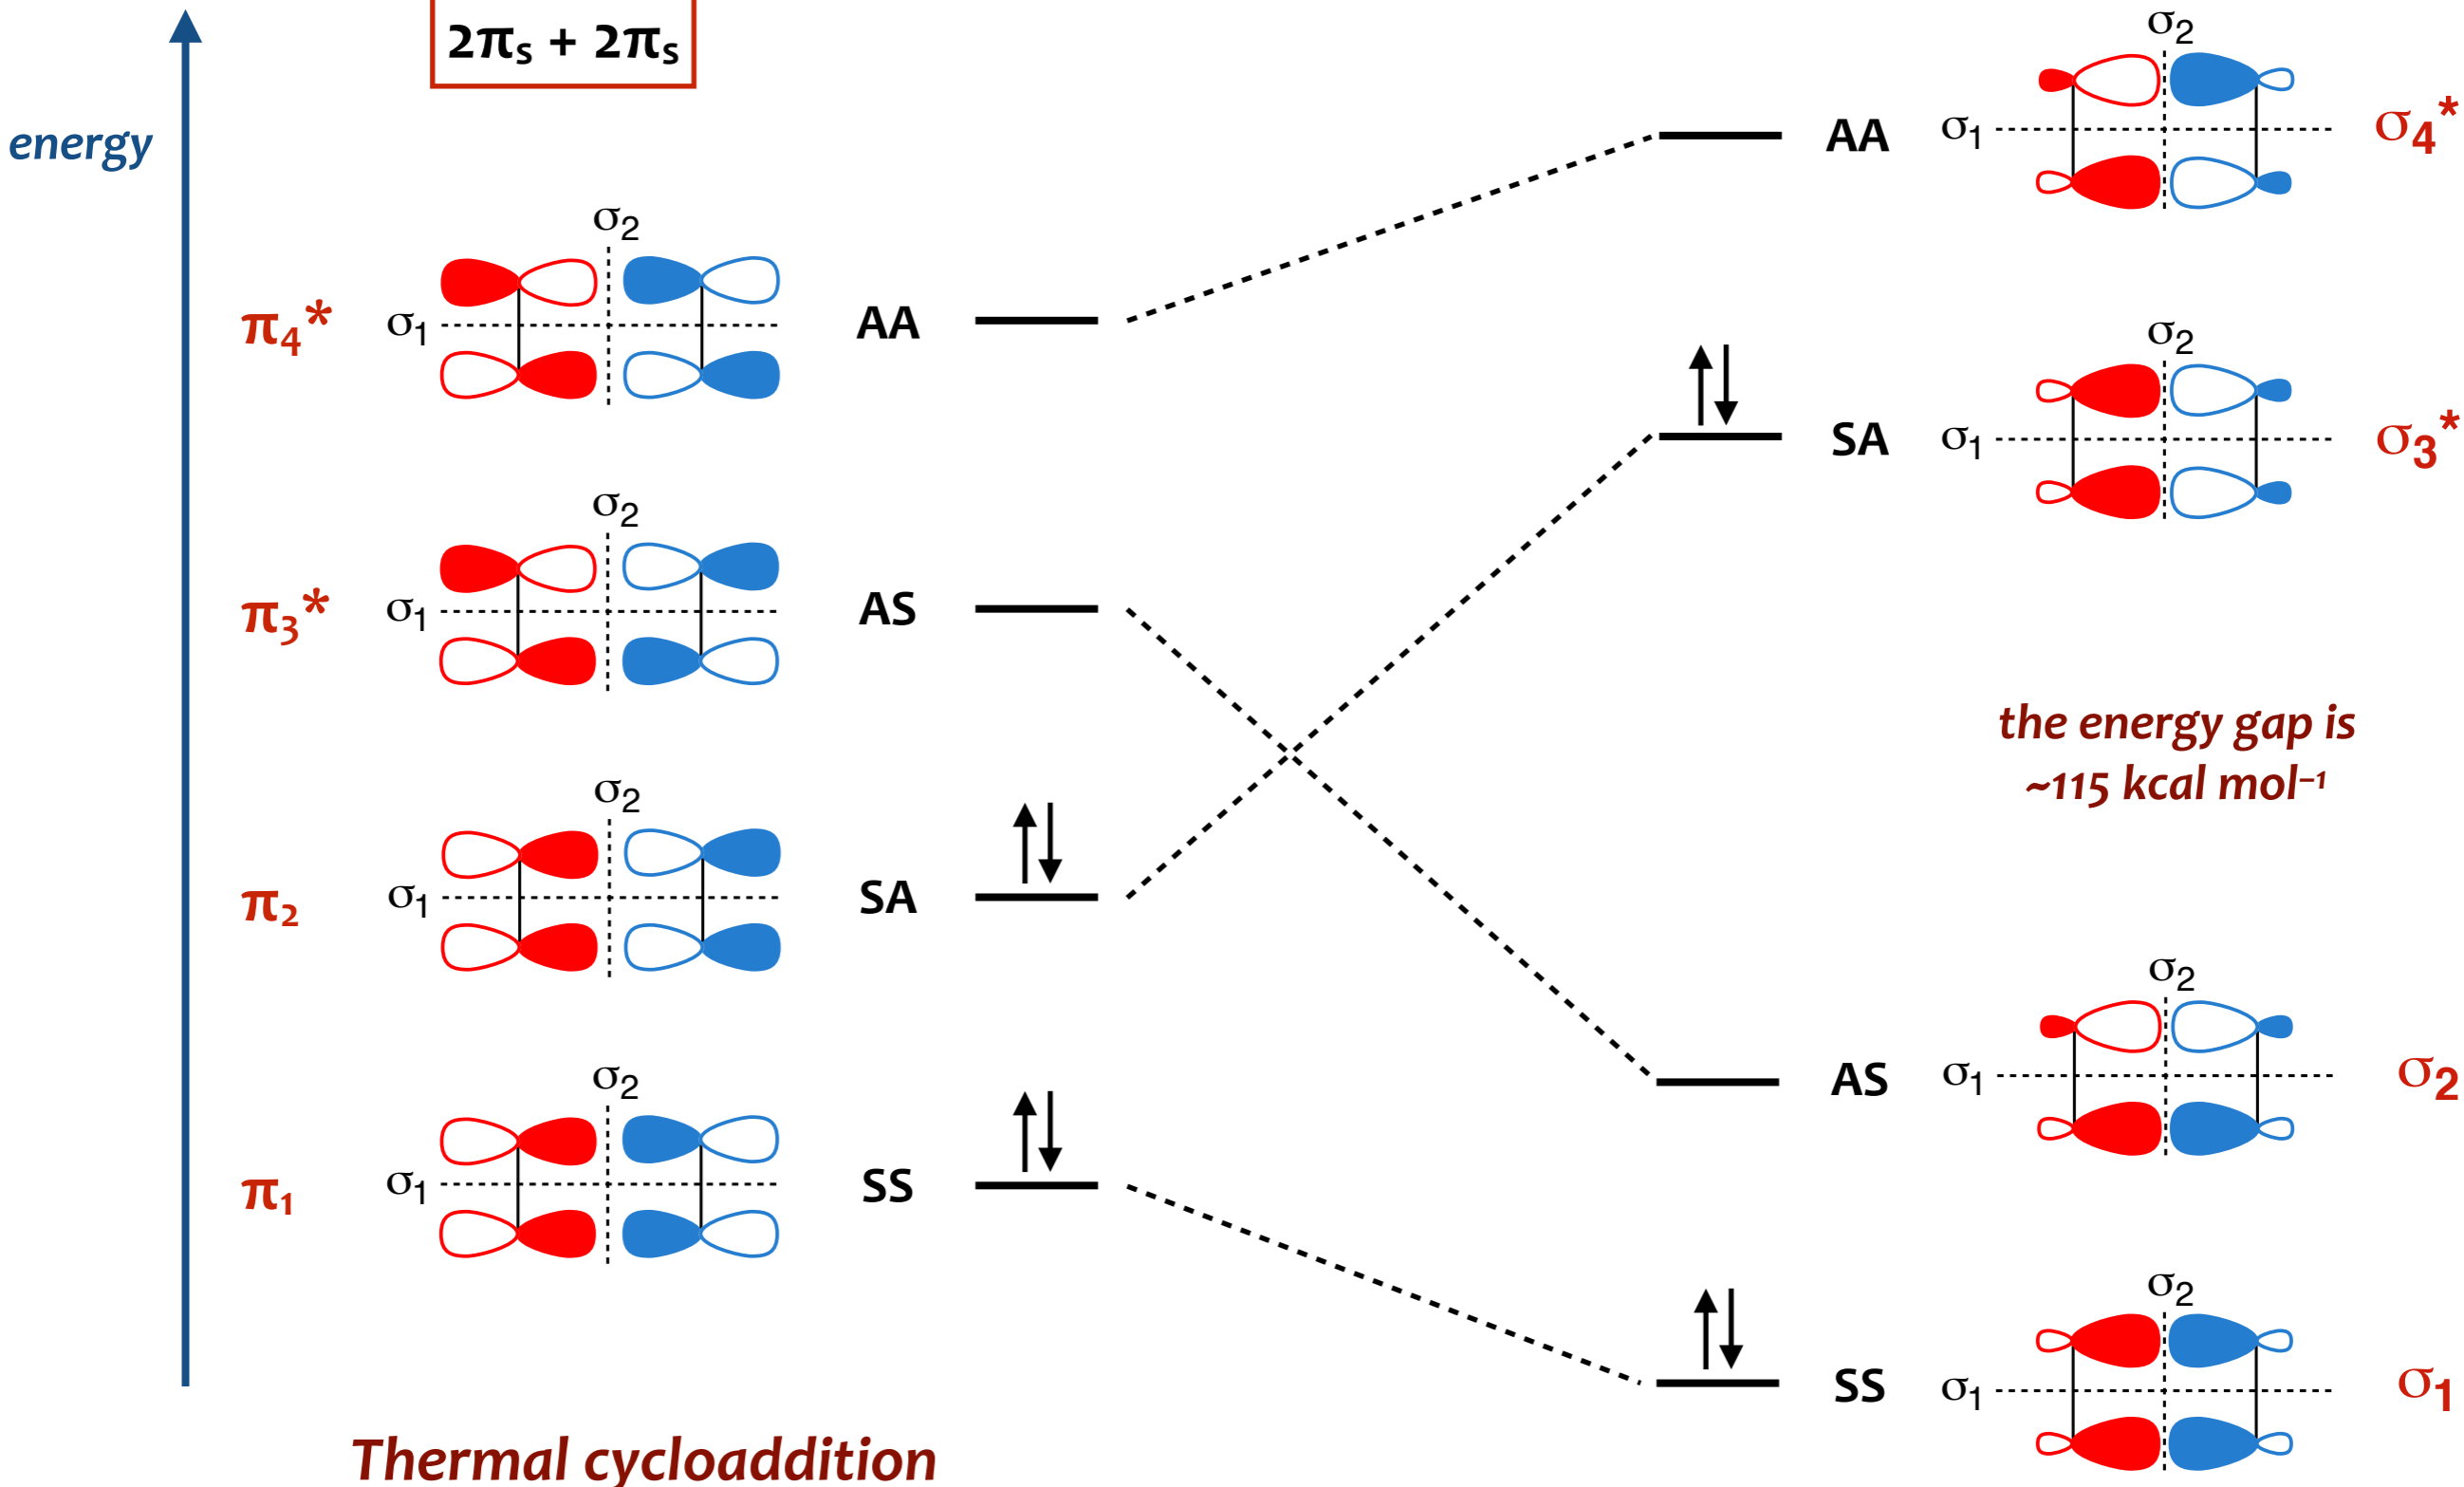 2πₛ + 2πₛ
energy
σ₂
π₄*
σ₁
AA
σ₂
π₃*
σ₁
AS
σ₂
π₂
σ₁
SA
σ₂
π₁
σ₁
SS
Thermal cycloaddition
σ₂
AA
σ₁
σ₄*
σ₂
SA
σ₁
σ₃*
the energy gap is
~115 kcal mol⁻¹
σ₂
AS
σ₁
σ₂
σ₂
SS
σ₁
σ₁